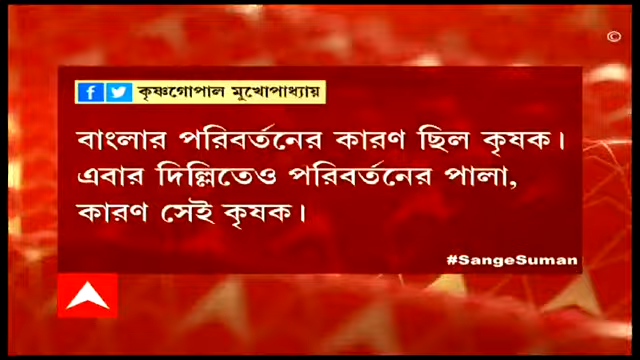 ©
কৃষ্ণগোপাল মুখোপাধ্যায়
বাংলার পরিবর্তনের কারণ ছিল কৃষক।
এবার দিল্লিতেও পরিবর্তনের পালা,
কারণ সেই কৃষক।
#SangeSuman